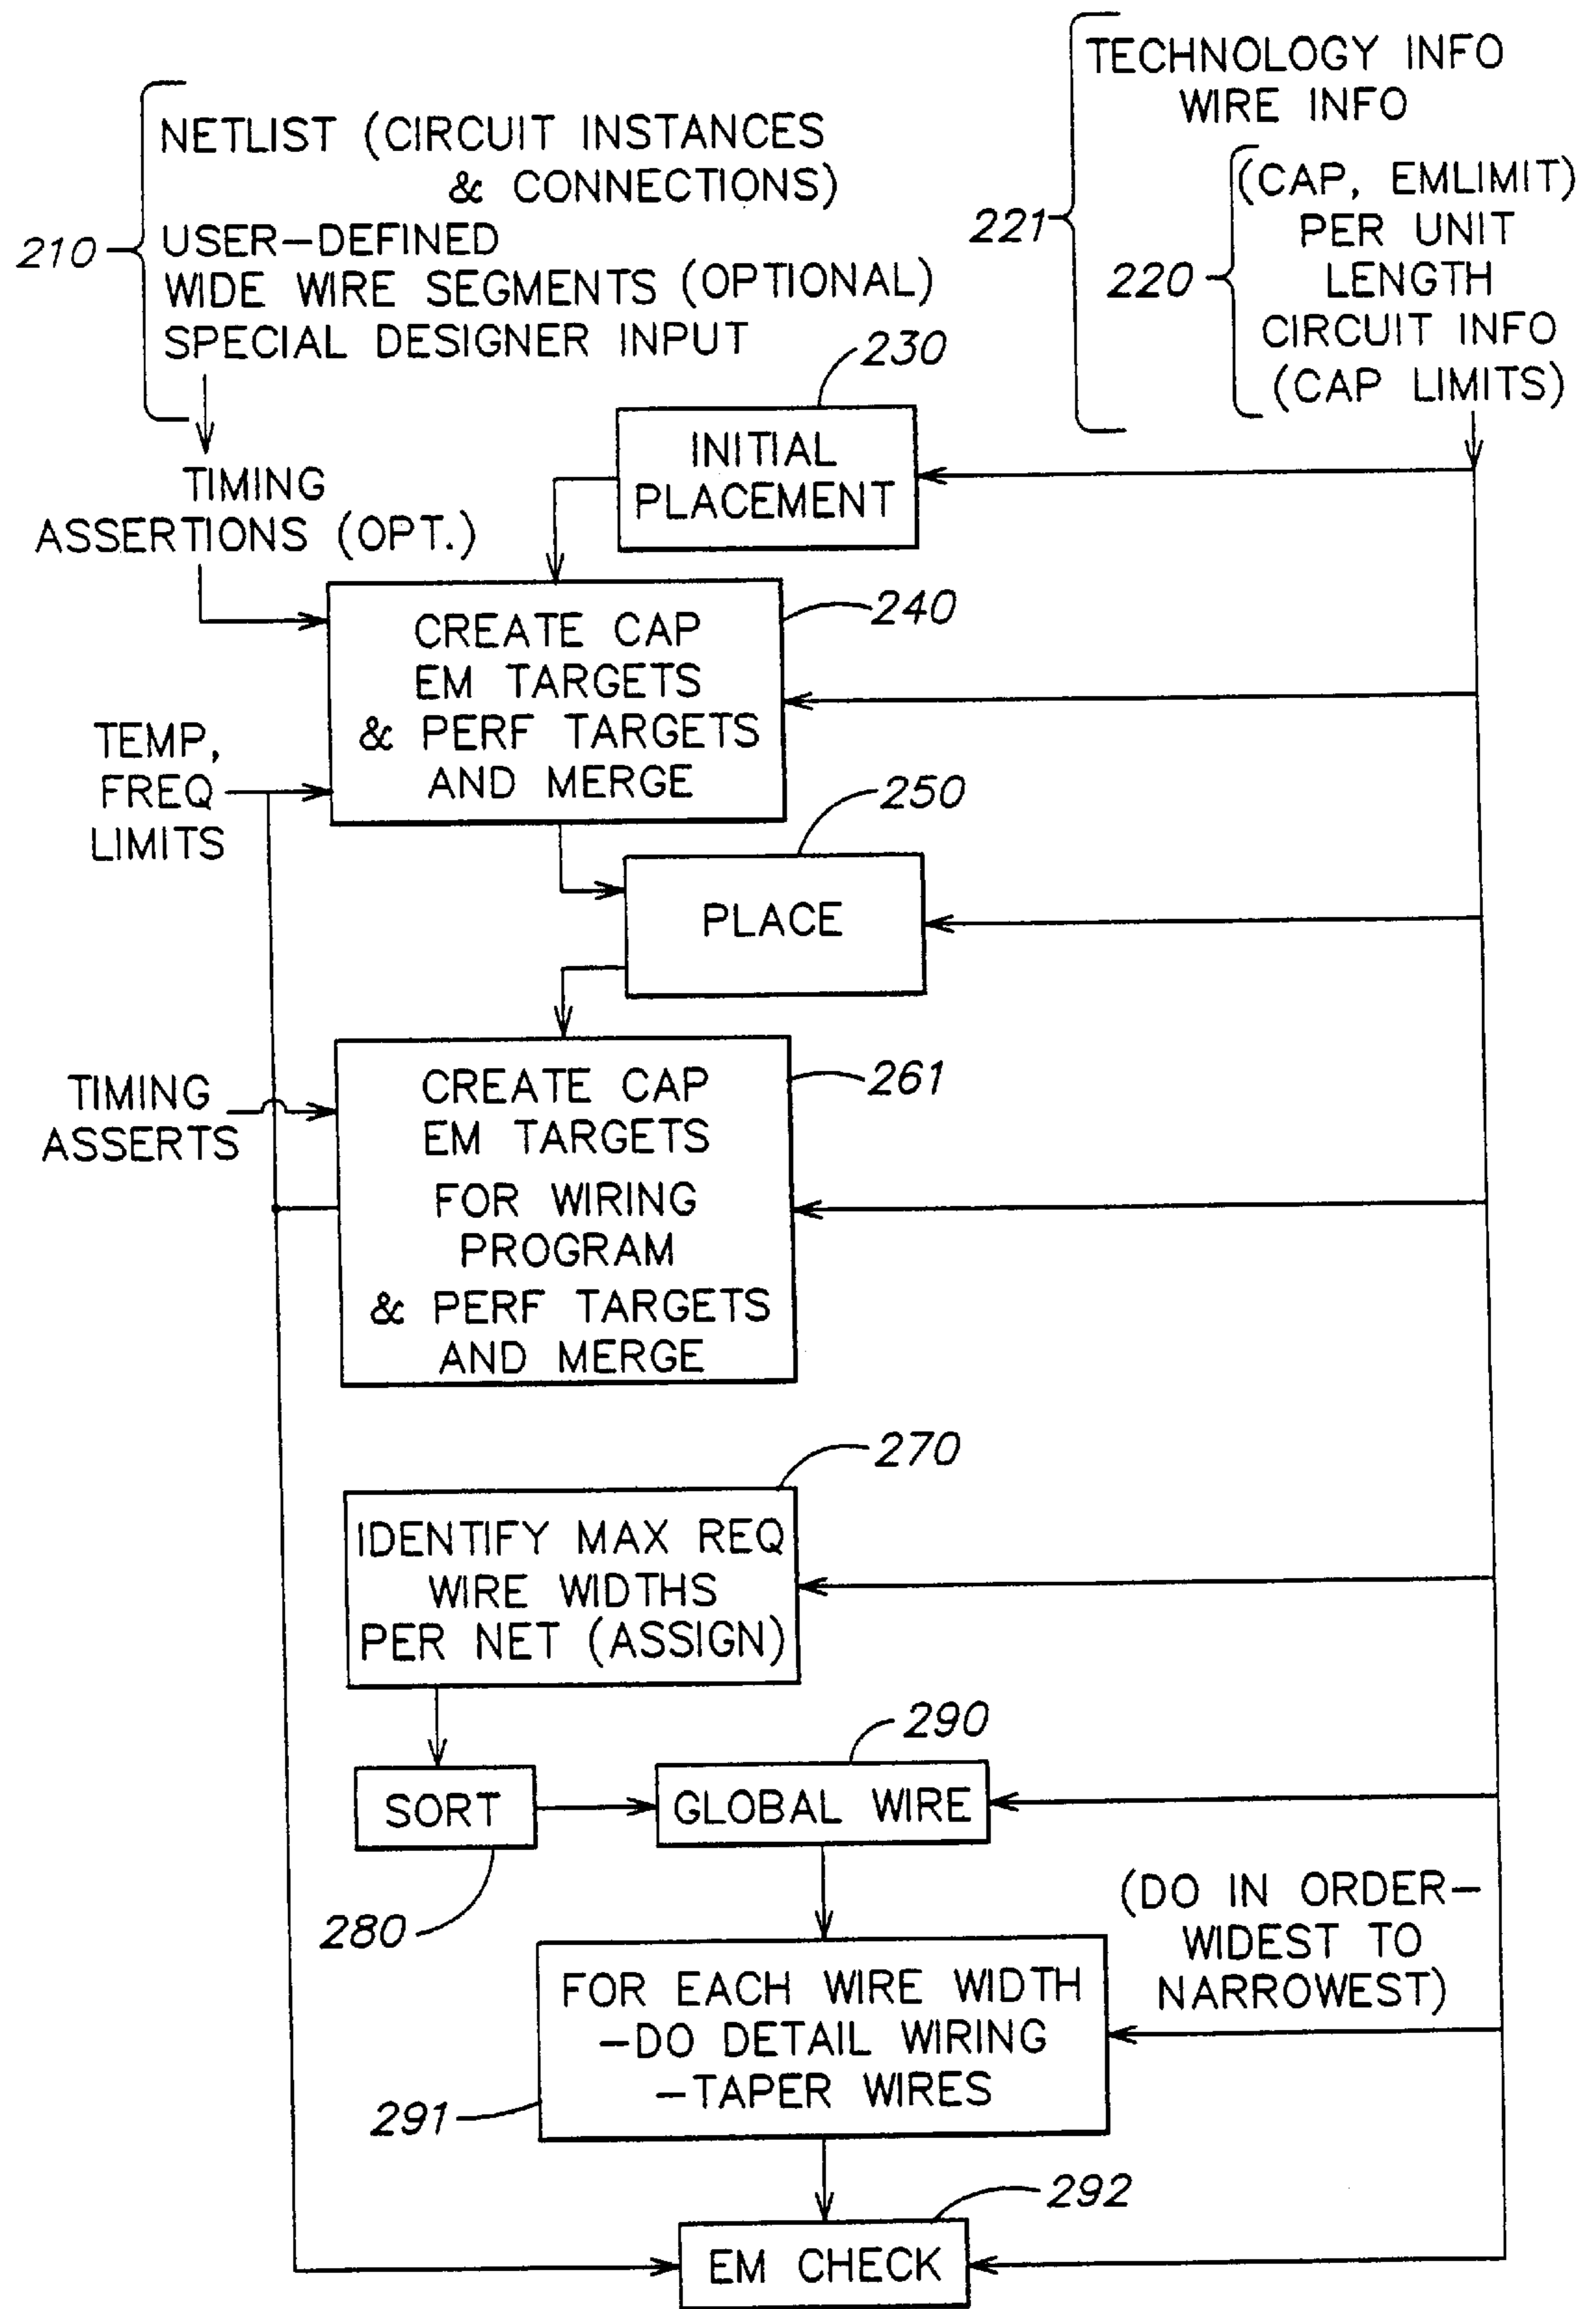 TECHNOLOGY INFO
WIRE INFO
(CAP, EMLIMIT)
PER UNIT
LENGTH
CIRCUIT INFO
(CAP LIMITS)
221
220
NETLIST (CIRCUIT INSTANCES
& CONNECTIONS)
USER-DEFINED
WIDE WIRE SEGMENTS (OPTIONAL)
SPECIAL DESIGNER INPUT
210
230
INITIAL
PLACEMENT
TIMING
ASSERTIONS (OPT.)
240
CREATE CAP
EM TARGETS
& PERF TARGETS
AND MERGE
TEMP,
FREQ
LIMITS
250
PLACE
261
CREATE CAP
EM TARGETS
FOR WIRING
PROGRAM
& PERF TARGETS
AND MERGE
TIMING
ASSERTS
270
IDENTIFY MAX REQ
WIRE WIDTHS
PER NET (ASSIGN)
290
SORT
GLOBAL WIRE
280
(DO IN ORDER-
WIDEST TO
NARROWEST)
FOR EACH WIRE WIDTH
-DO DETAIL WIRING
-TAPER WIRES
291
292
EM CHECK